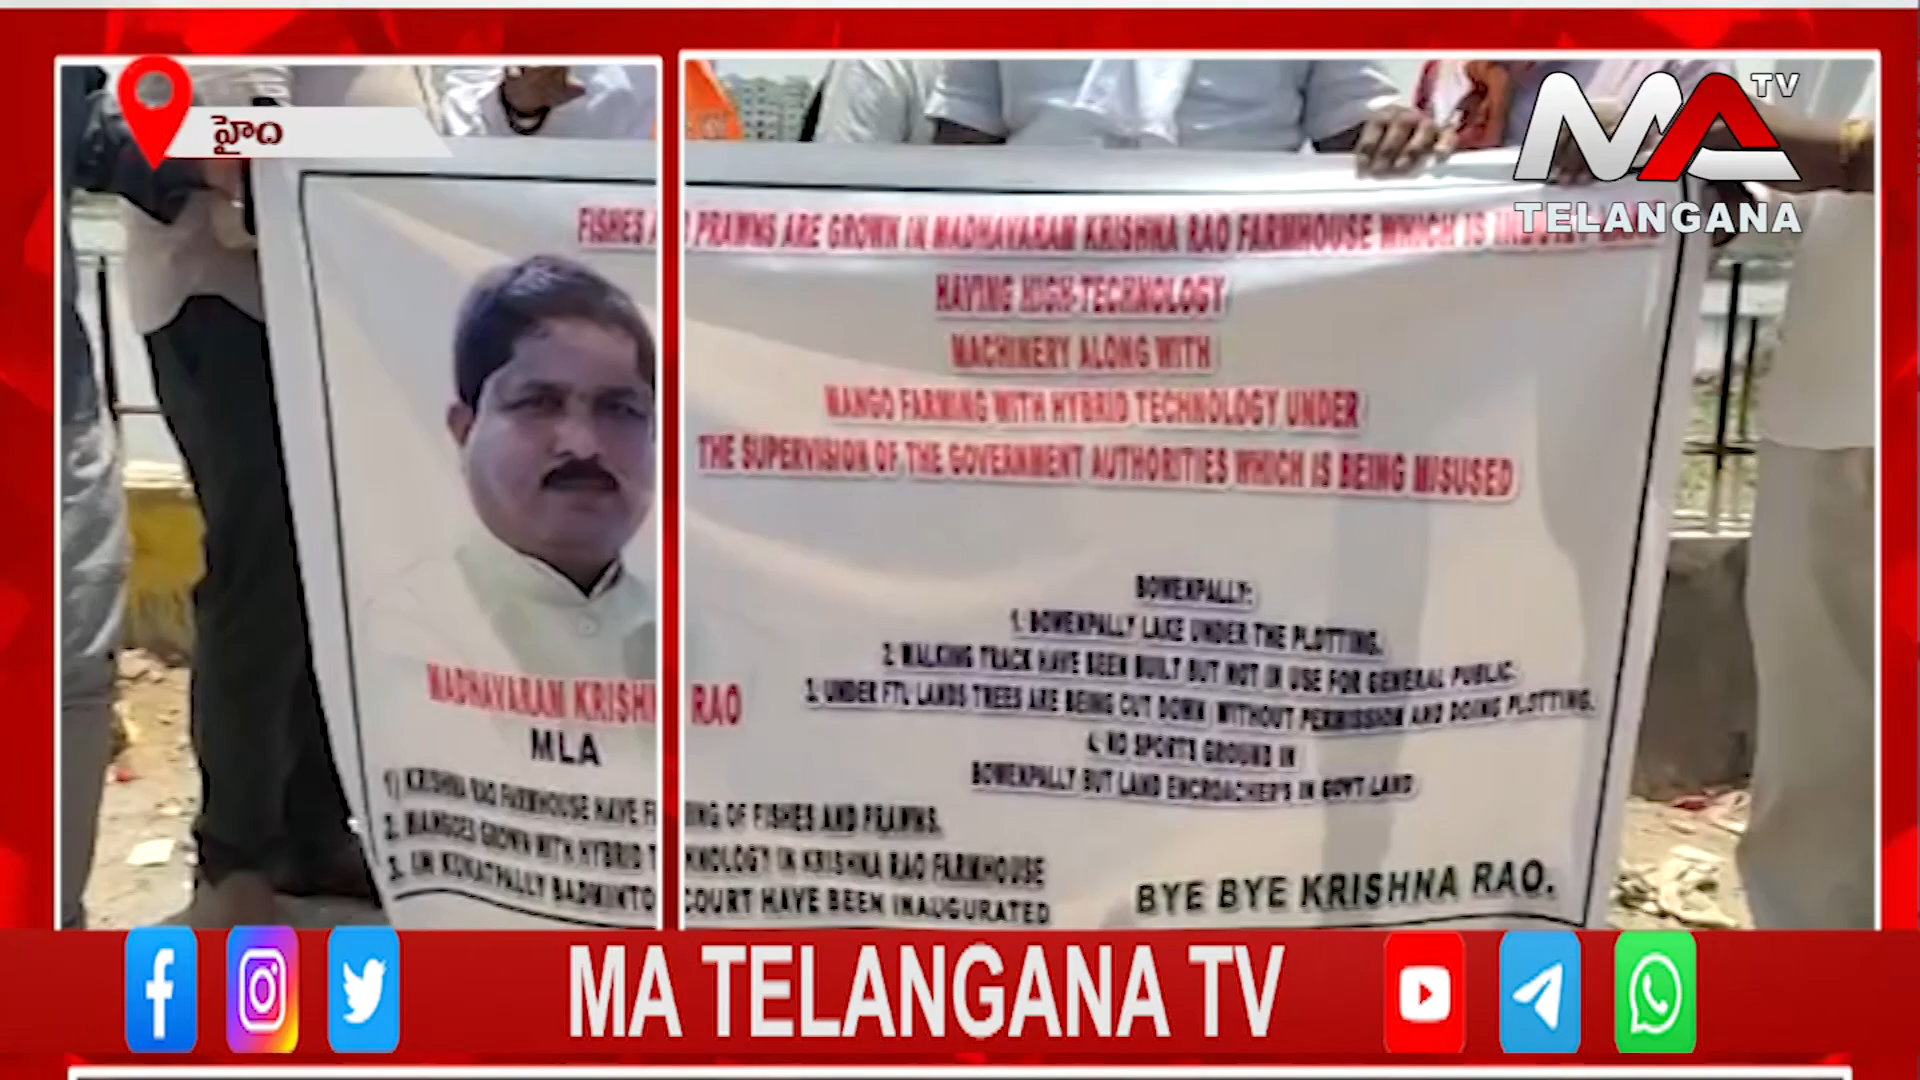 హైది
MA TV
TELANGANA
FISHES PRAWNS ARE GROWN IN MADHAVARAM KRISHNA RAO FARMHOUSE WHICH IS
HAVING HIGH-TECHNOLOGY
MACHINERY ALONG WITH
MANGO FARMING WITH HYBRID TECHNOLOGY UNDER
THE SUPERVISION OF THE GOVERNMENT AUTHORITIES WHICH IS BEING MISUSED
BOWENPALLY:
1. BOWENPALLY LAKE UNDER THE PLOTTING.
2. WALKING TRACK HAVE BEEN BUILT BUT NOT IN USE FOR GENERAL PUBLIC.
3. UNDER FTL LANDS TREES ARE BEING CUT DOWN WITHOUT PERMISSION AND DOING PLOTTING.
4. NO SPORTS GROUND IN
BOWENPALLY BUT LAND ENCROACHER'S IN GOVT LAND
MADHAVARAM KRISHN RAO
MLA
1) KRISHNA RAO FARMHOUSE HAVE F ING OF FISHES AND PRAWNS.
2. MANGOES GROWN WITH HYBRID T HNOLOGY IN KRISHNA RAO FARMHOUSE
3. IN KUKATPALLY BADMINTO COURT HAVE BEEN INAUGURATED
BYE BYE KRISHNA RAO.
MA TELANGANA TV